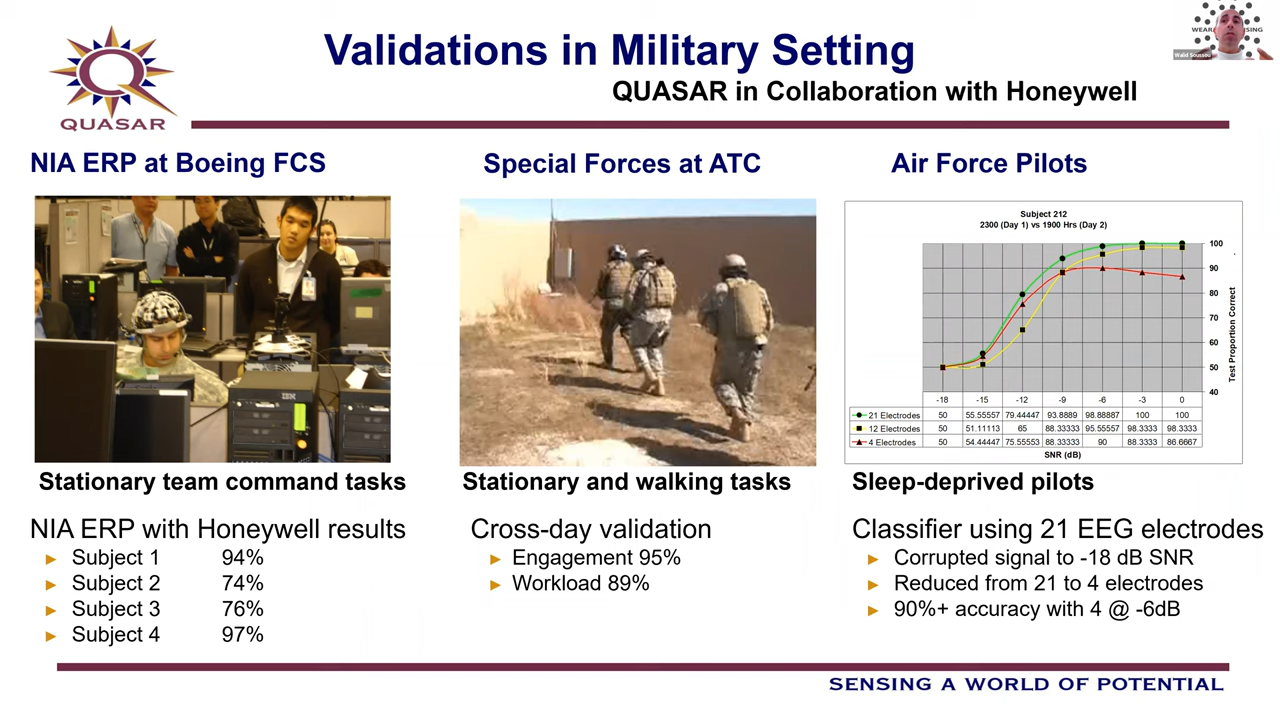 QUASAR
Validations in Military Setting
QUASAR in Collaboration with Honeywell
Walid Soussou
NIA ERP at Boeing FCS
IBM
Stationary team command tasks
NIA ERP with Honeywell results
► Subject 1 94%
► Subject 2 74%
► Subject 3 76%
► Subject 4 97%
Special Forces at ATC
Stationary and walking tasks
Cross-day validation
► Engagement 95%
► Workload 89%
Air Force Pilots
Subject 212
2300 (Day 1) vs 1900 Hrs (Day 2)
100
90
80
70
60
50
40
Test Proportion Correct
-18 -15 -12 -9 -6 -3 0
21 Electrodes 50 55.55557 79.44447 93.8889 98.88887 100 100
12 Electrodes 50 51.11113 65 88.33333 95.55557 98.3333 98.3333
4 Electrodes 50 54.44447 75.55553 88.33333 90 88.3333 86.6667
SNR (dB)
Sleep-deprived pilots
Classifier using 21 EEG electrodes
► Corrupted signal to -18 dB SNR
► Reduced from 21 to 4 electrodes
► 90%+ accuracy with 4 @ -6dB
SENSING A WORLD OF POTENTIAL